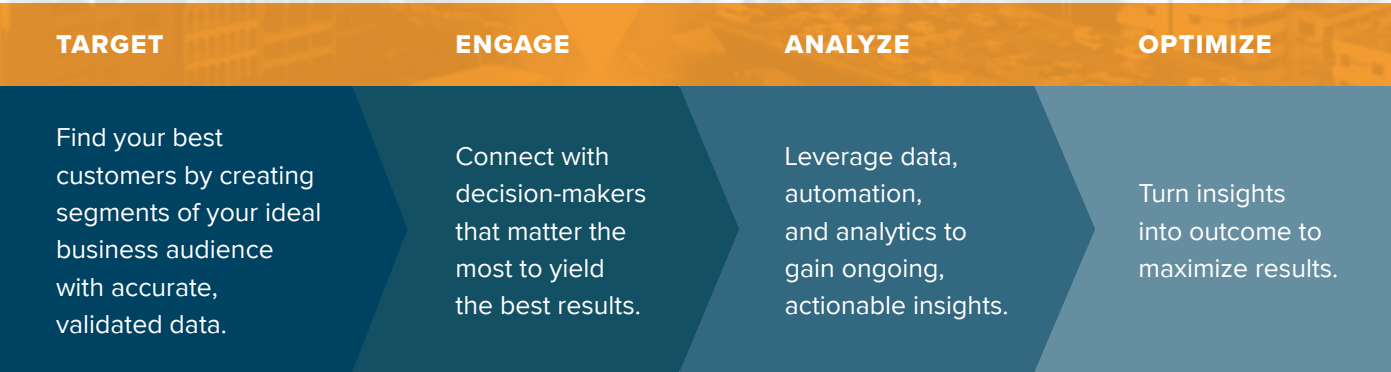 TARGET
Find your best
customers by creating
segments of your ideal
business audience
with accurate,
validated data.
ENGAGE
Connect with
decision-makers
that matter the
most to yield
the best results.
ANALYZE
Leverage data,
automation,
and analytics to
gain ongoing,
actionable insights.
OPTIMIZE
Turn insights
into outcome to
maximize results.